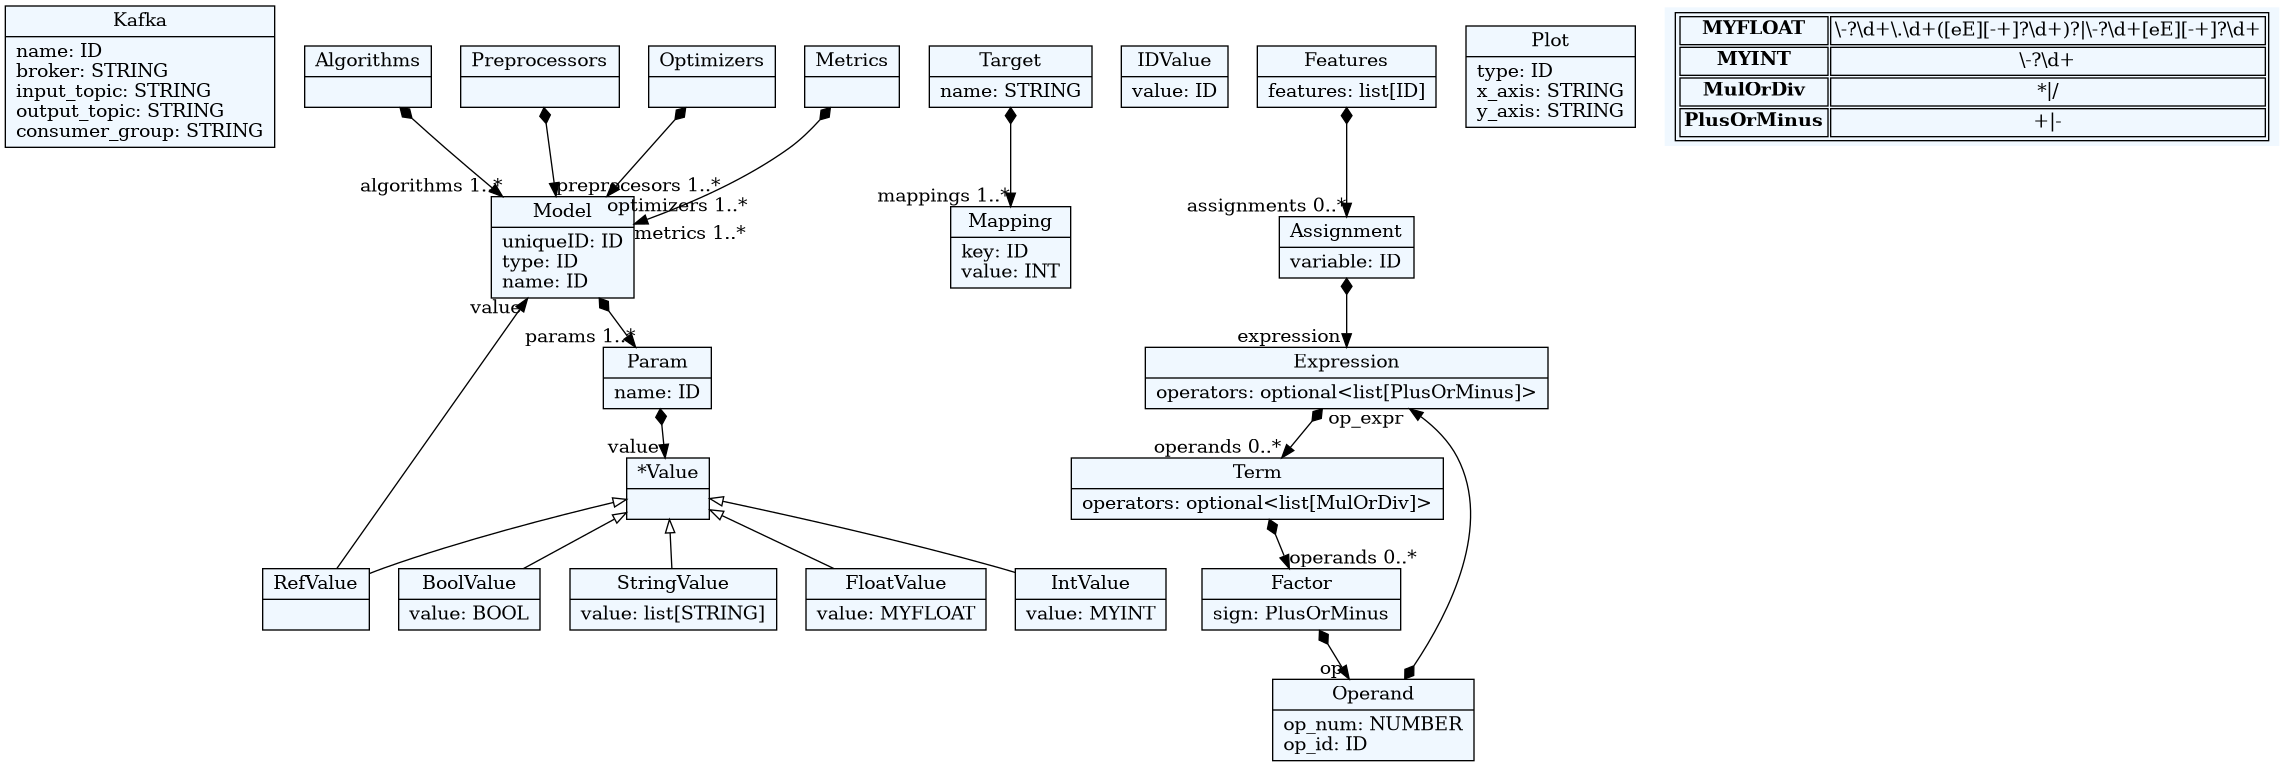 Kafka
name: ID
broker: STRING
input_topic: STRING
output_topic: STRING
consumer_group: STRING
Algorithms
Preprocessors
Optimizers
Metrics
Target
name: STRING
IDValue
value: ID
Features
features: list[ID]
Plot
type: ID
x_axis: STRING
y_axis: STRING
MYFLOAT \-?\d+\.\d+([eE][-+]?\d+)?|\-?\d+[eE][-+]?\d+
MYINT \-?\d+
MulOrDiv *|/
PlusOrMinus +|-
algorithms 1..*
preprocesors 1..*
optimizers 1..*
metrics 1..*
mappings 1..*
assignments 0..*
Model
uniqueID: ID
type: ID
name: ID
Mapping
key: ID
value: INT
Assignment
variable: ID
value
params 1..*
expression
Param
name: ID
Expression
operators: optional<list[PlusOrMinus]>
value
operands 0..*
op_expr
*Value
Term
operators: optional<list[MulOrDiv]>
operands 0..*
RefValue
BoolValue
value: BOOL
StringValue
value: list[STRING]
FloatValue
value: MYFLOAT
IntValue
value: MYINT
Factor
sign: PlusOrMinus
op
Operand
op_num: NUMBER
op_id: ID